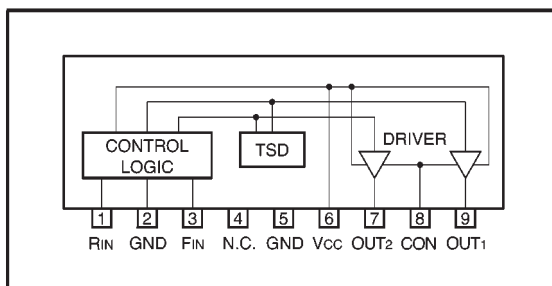 DRIVER
CONTROL
LOGIC
TSD
1 2 3 4 5 6 7 8 9
RIN GND FIN N.C. GND VCC OUT2 CON OUT1